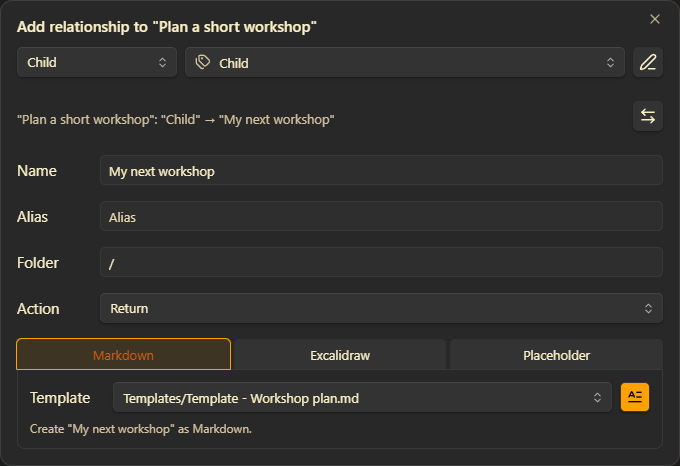 Add relationship to "Plan a short workshop"
Child
Child
"Plan a short workshop": "Child" → "My next workshop"
Name
My next workshop
Alias
Alias
Folder
/
Action
Return
Markdown
Excalidraw
Placeholder
Template
Templates/Template - Workshop plan.md
Create "My next workshop" as Markdown.